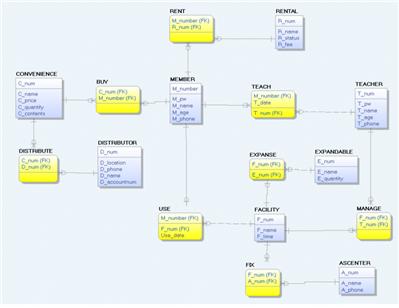 RENT
M_number (FK)
R_num (FK)
RENTAL
R_num
R_name
R_status
R_fee
CONVENIENCE
C_num
C_name
C_price
C_quantity
C_contents
BUY
C_num (FK)
M_number (FK)
MEMBER
M_number
M_pw
M_name
M_age
M_phone
TEACH
M_number (FK)
T_date
T_num (FK)
TEACHER
T_num
T_pw
T_name
T_age
T_phone
DISTRIBUTE
C_num (FK)
D_num (FK)
DISTRIBUTOR
D_num
D_location
D_phone
D_name
D_accountnum
EXPANSE
F_num (FK)
E_num (FK)
EXPANDABLE
E_num
E_name
E_quantity
USE
M_number (FK)
F_num (FK)
Use_date
FACILITY
F_num
F_name
F_time
MANAGE
F_num (FK)
T_num (FK)
FIX
F_num (FK)
A_num (FK)
ASCENTER
A_num
A_name
A_phone